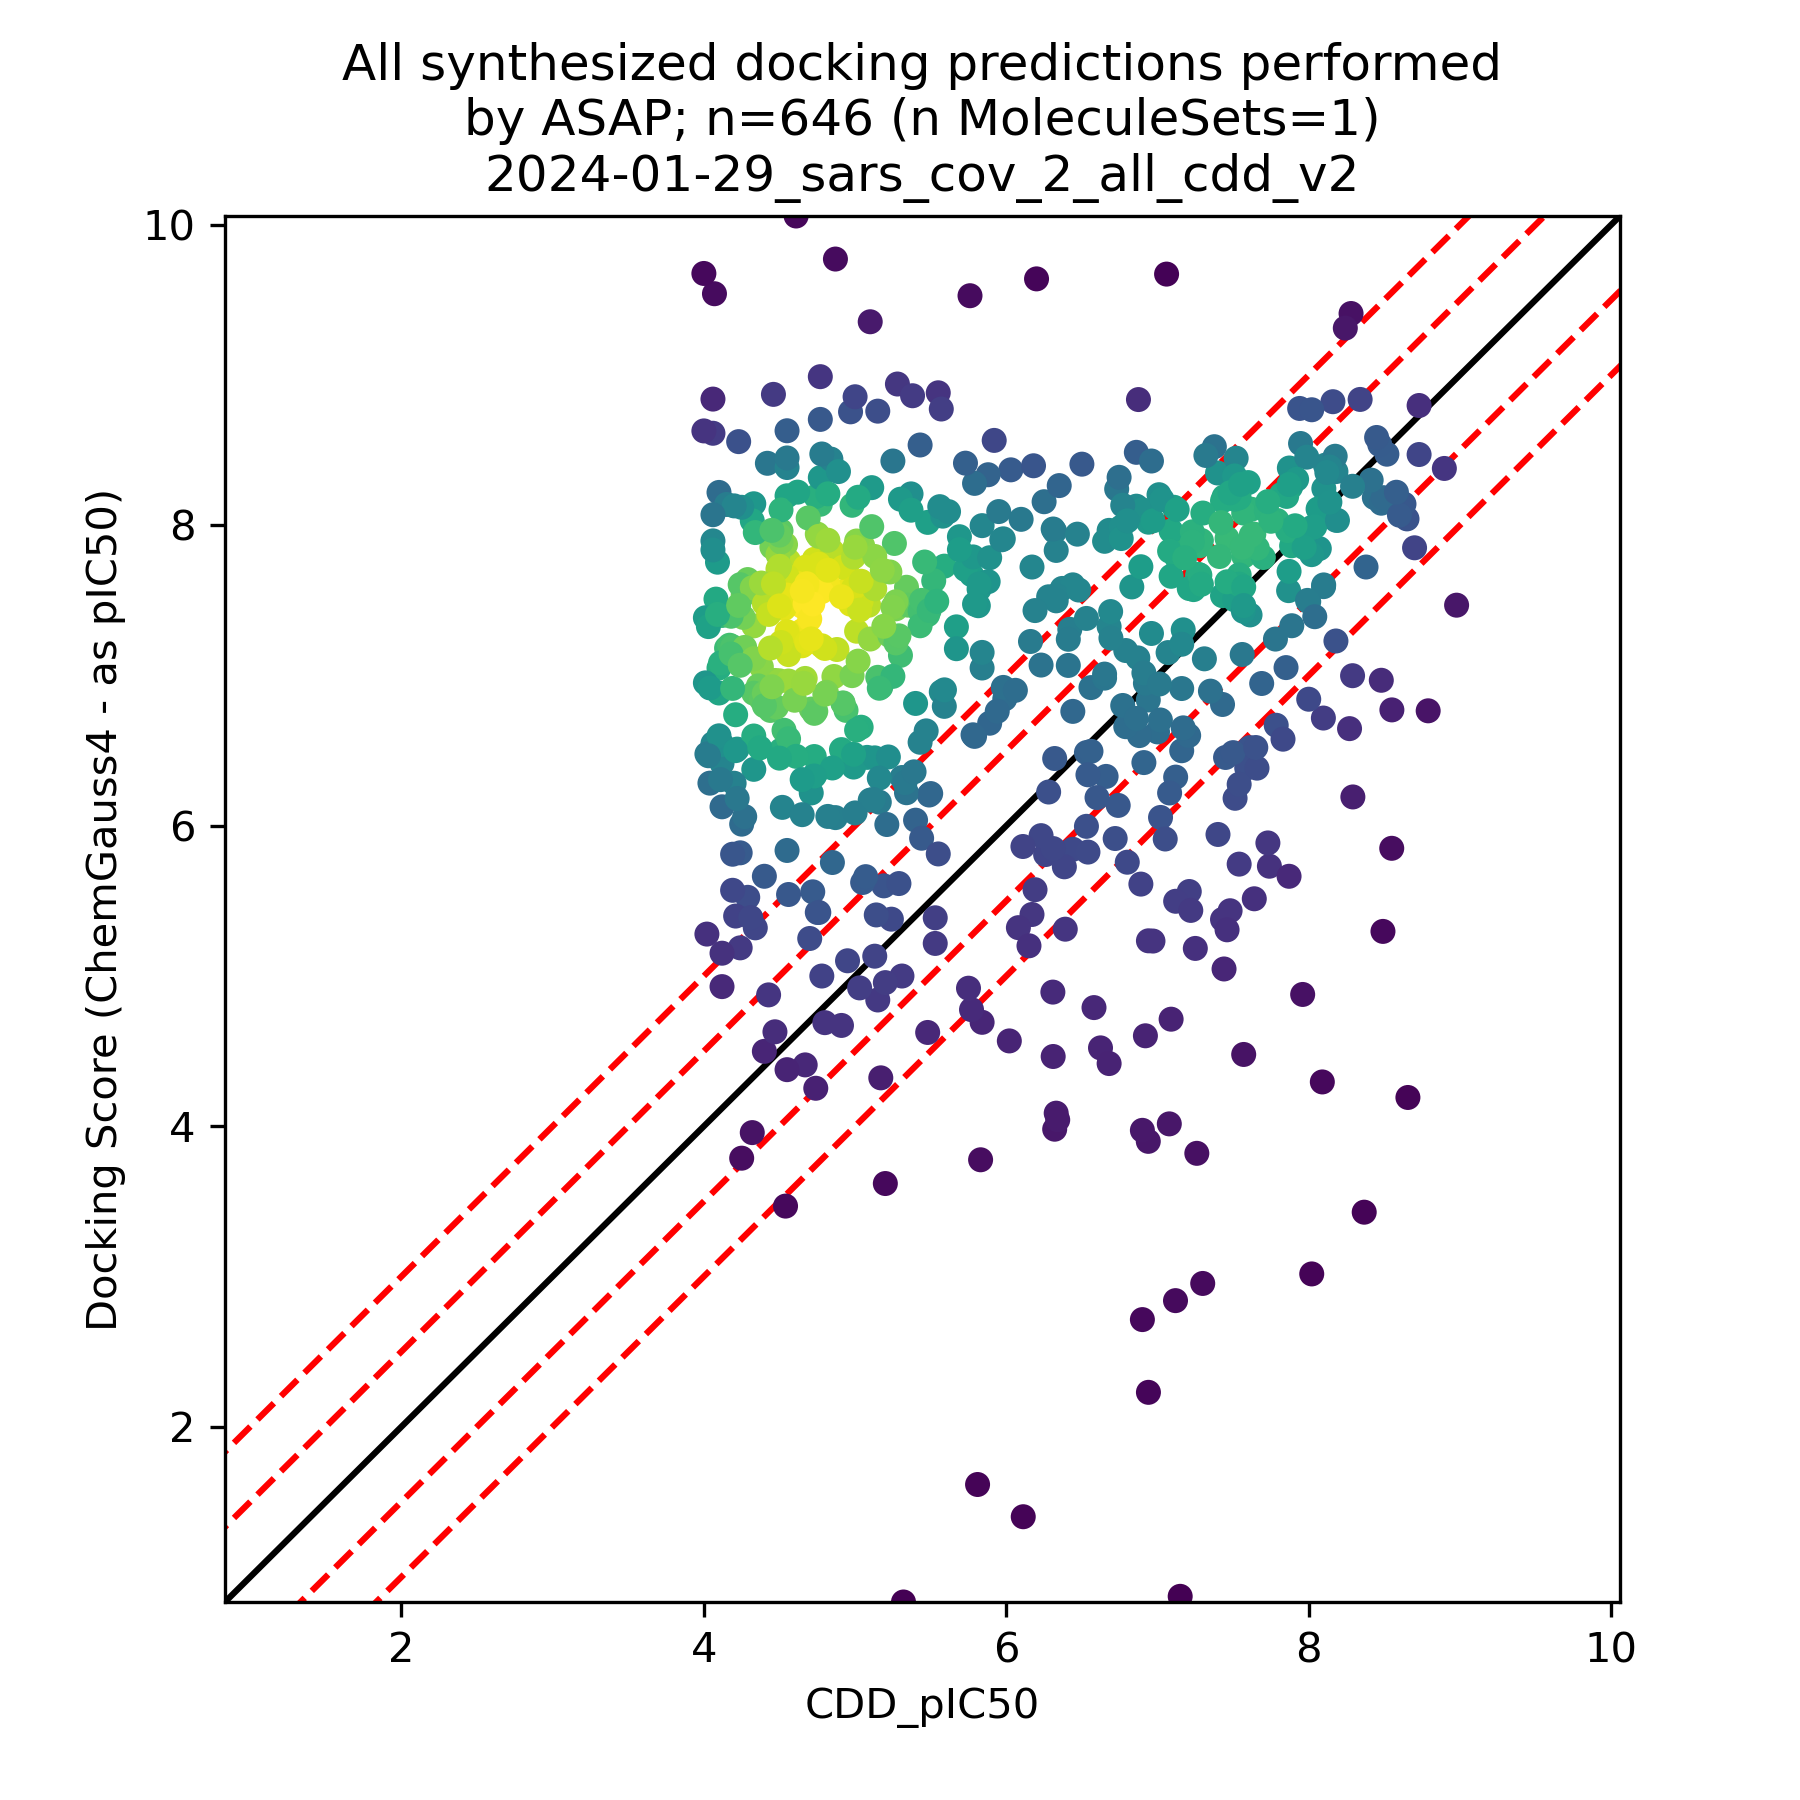 All synthesized docking predictions performed
by ASAP; n=646 (n MoleculeSets=1)
2024-01-29_sars_cov_2_all_cdd_v2
Docking Score (ChemGauss4 - as pIC50)
10
8
6
4
2
2
4
6
8
10
CDD_pIC50